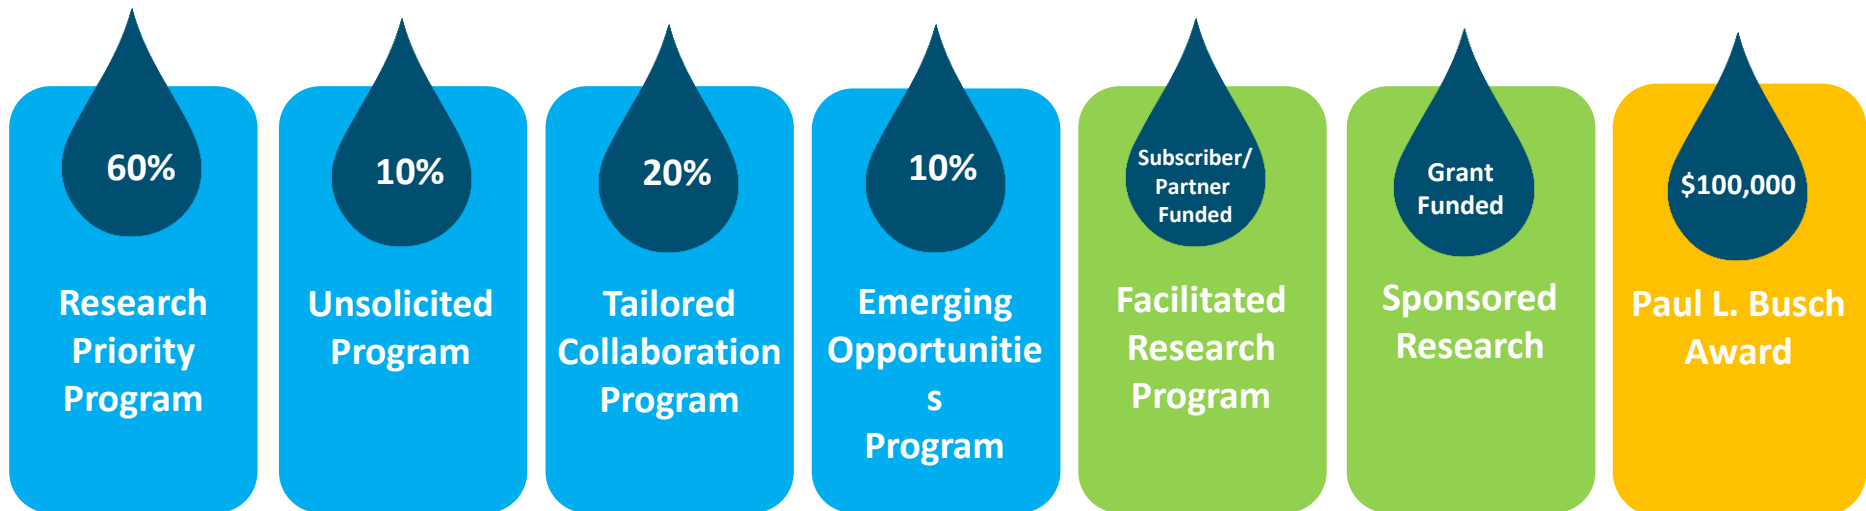 60%
Research
Priority
Program
10%
Unsolicited
Program
20%
Tailored
Collaboration
Program
10%
Emerging
Opportunitie
s
Program
Subscriber/
Partner
Funded
Facilitated
Research
Program
Grant
Funded
Sponsored
Research
$100,000
Paul L. Busch
Award